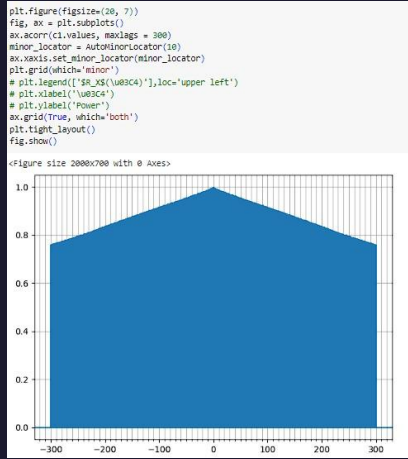 plt.figure(figsize=(20, 7))
fig, ax = plt.subplots()
ax.acorr(c1.values, maxlags = 300)
minor_locator = AutoMinorLocator(10)
ax.xaxis.set_minor_locator(minor_locator)
plt.grid(which='minor')
# plt.legend(['$R_X$(\u03C4)'],loc='upper left')
# plt.xlabel('\u03C4')
# plt.ylabel('Power')
ax.grid(True, which='both')
plt.tight_layout()
fig.show()
<Figure size 2000x700 with 0 Axes>
1.0
0.8
0.6
0.4
0.2
0.0
−300 −200 −100 0 100 200 300